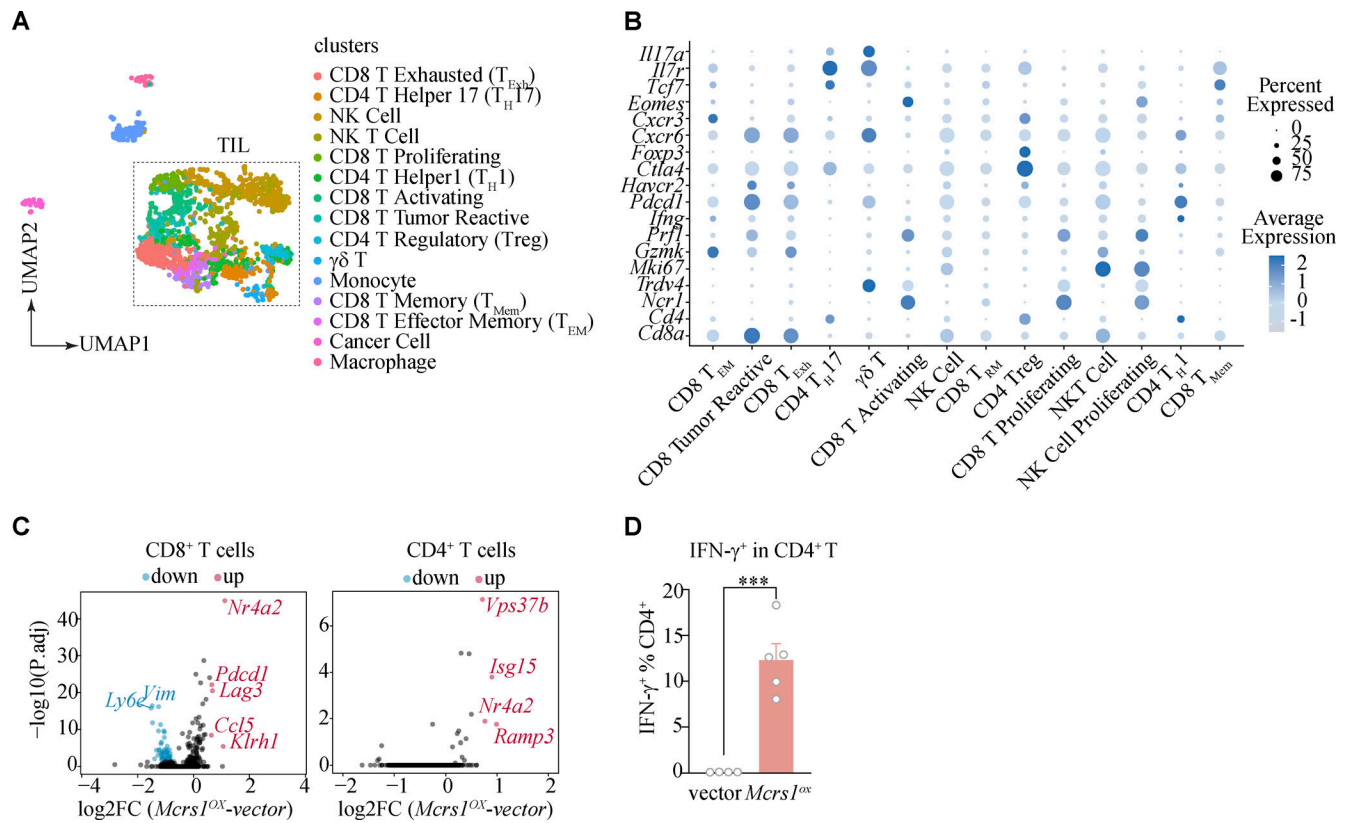 A
clusters
CD8 T Exhausted (TExh)
CD4 T Helper 17 (TH17)
NK Cell
NK T Cell
CD8 T Proliferating
CD4 T Helper1 (TH1)
CD8 T Activating
CD8 T Tumor Reactive
CD4 T Regulatory (Treg)
γδ T
Monocyte
CD8 T Memory (TMem)
CD8 T Effector Memory (TEM)
Cancer Cell
Macrophage
TIL
UMAP2
UMAP1
B
Il17a
Il7r
Tcf7
Eomes
Cxcr3
Cxcr6
Foxp3
Ctla4
Havcr2
Pdcd1
Ifng
Prf1
Gzmk
Mki67
Trdv4
Ncr1
Cd4
Cd8a
CD8 TEM
CD8 Tumor Reactive
CD8 TExh
CD4 TH17
γδ T
CD8 T Activating
NK Cell
CD8 TRM
CD4 Treg
CD8 T Proliferating
NKT Cell
NK Cell Proliferating
CD4 TH1
CD8 TMem
Percent
Expressed
0
25
50
75
Average
Expression
2
1
0
-1
C
CD8+ T cells
down up
Nr4a2
Pdcd1
Lag3
Vim
Ly6c
Ccl5
Klrh1
40
30
20
10
0
−log10(P.adj)
−4 −2 0 2 4
log2FC (Mcrs1OX-vector)
CD4+ T cells
down up
Vps37b
Isg15
Nr4a2
Ramp3
6
4
2
0
−2 −1 0 1 2
log2FC (Mcrs1OX-vector)
D
IFN-γ+ in CD4+ T
***
20
15
10
5
0
IFN-γ+ % CD4+
vector Mcrs1ox